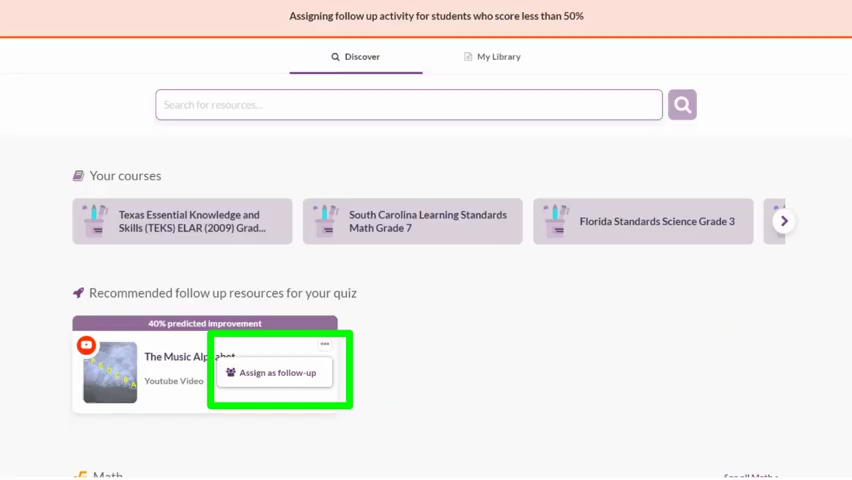 Assigning follow up activity for students who score less than 50%
Discover
My Library
Search for resources...
Your courses
Texas Essential Knowledge and
Skills (TEKS) ELAR (2009) Grad...
South Carolina Learning Standards
Math Grade 7
Florida Standards Science Grade 3
Recommended follow up resources for your quiz
40% predicted improvement
The Music Alphabet
Youtube Video
Assign as follow-up
Math
See all Math